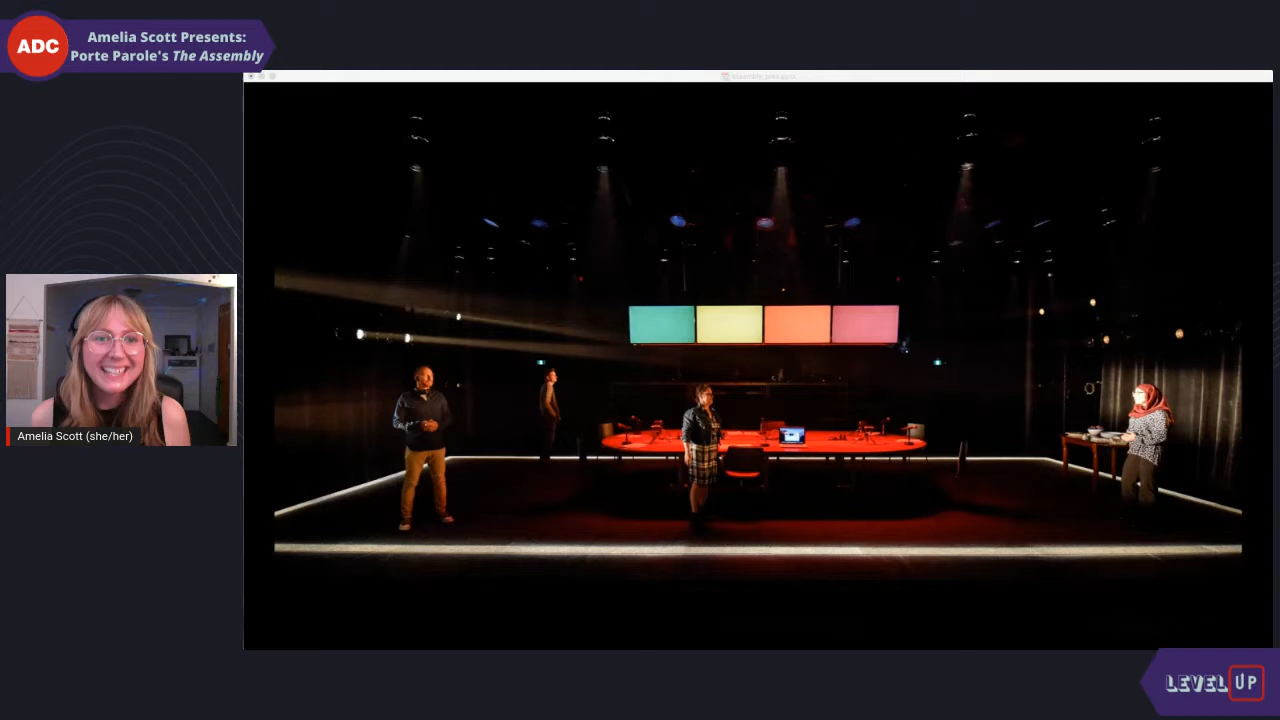 ADC
Amelia Scott Presents:
Porte Parole's The Assembly
Amelia Scott (she/her)
LEVEL UP